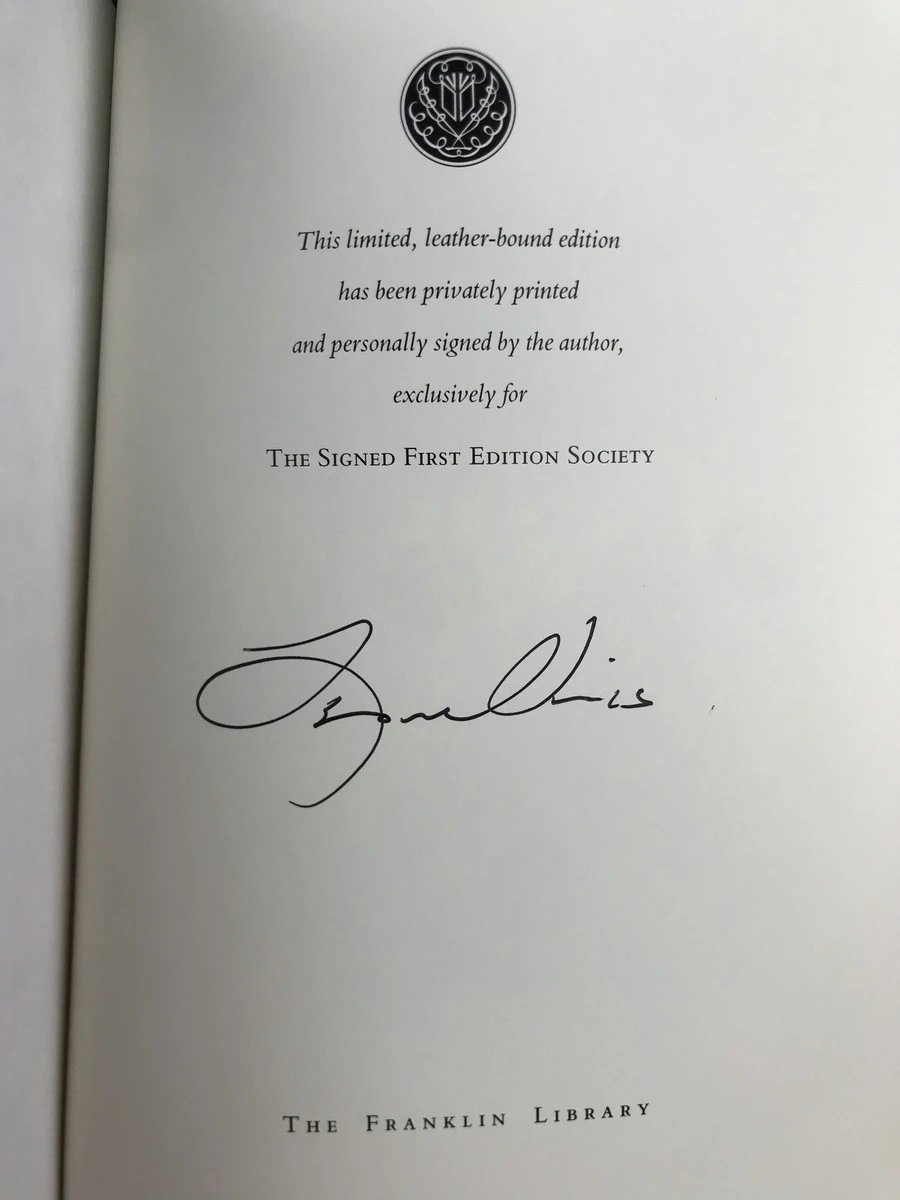 This limited, leather-bound edition
has been privately printed
and personally signed by the author,
exclusively for
THE SIGNED FIRST EDITION SOCIETY
THE FRANKLIN LIBRARY